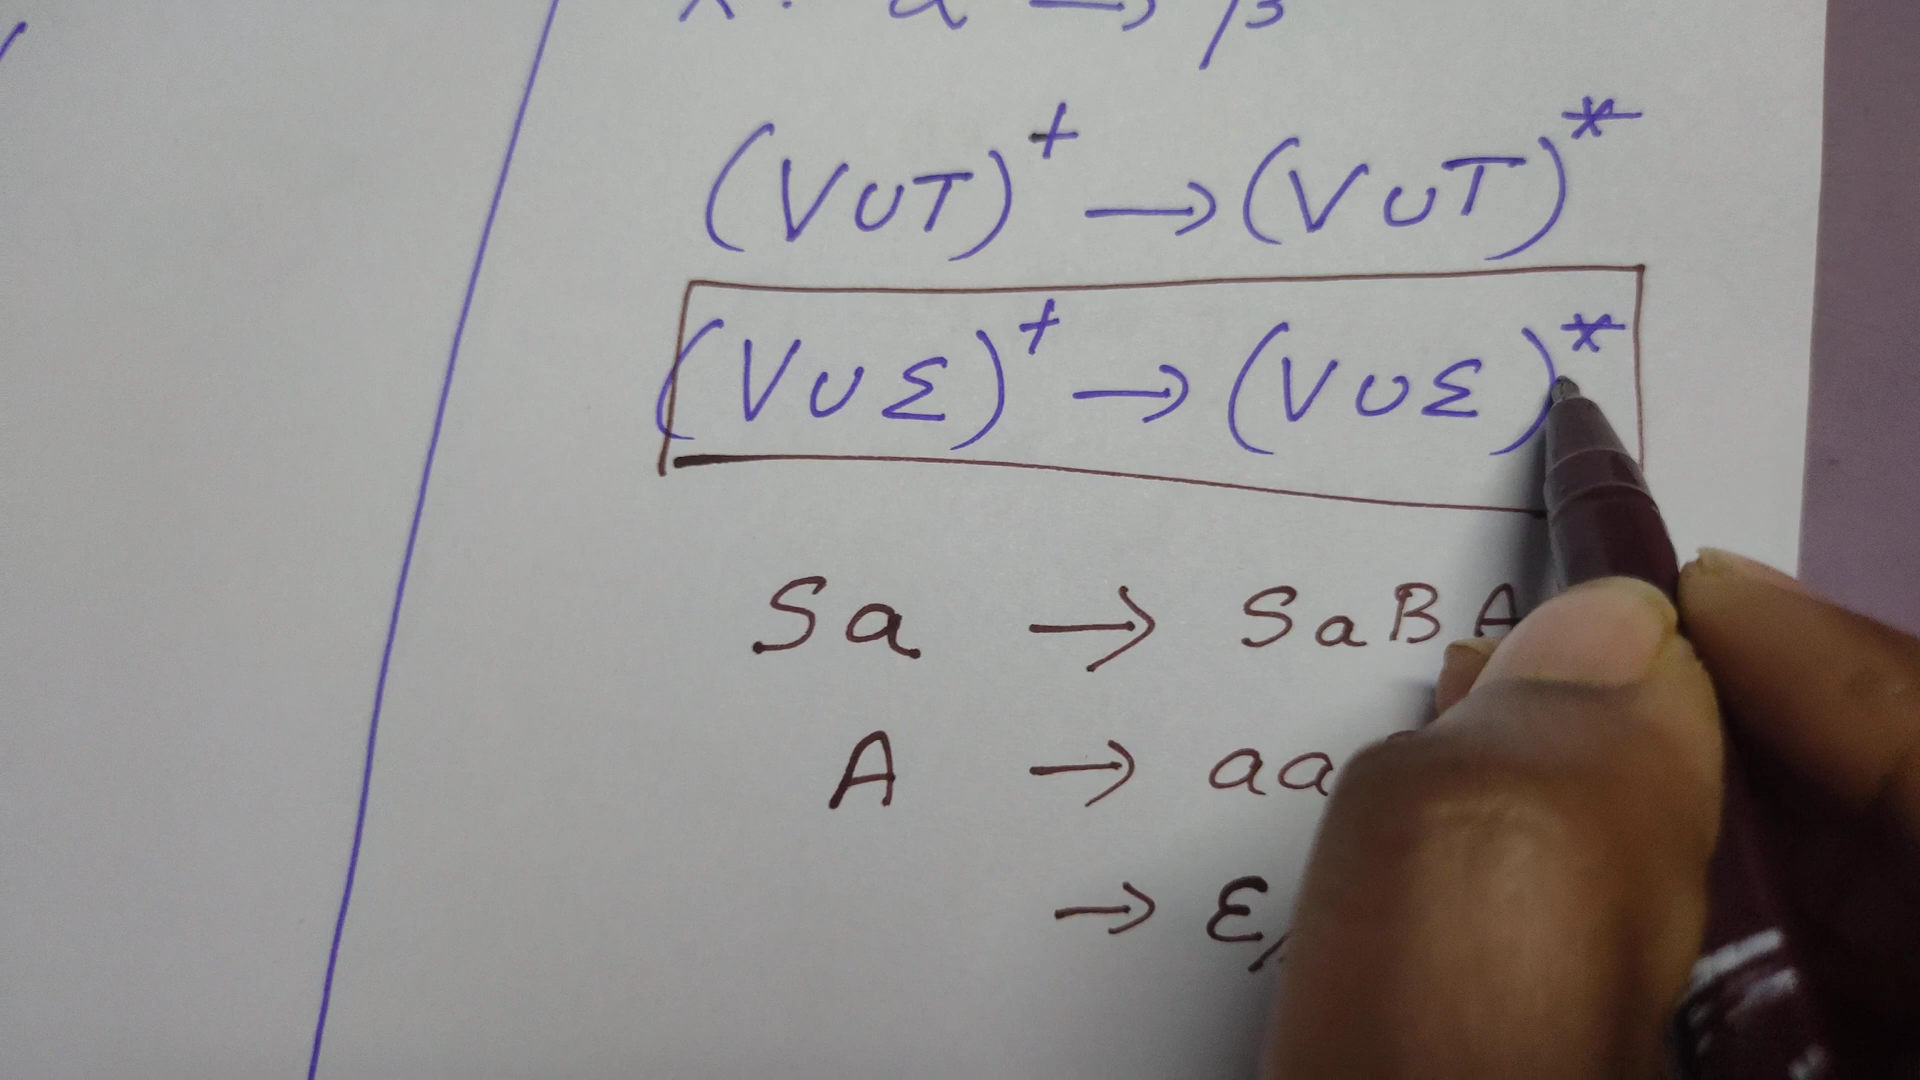 α → β
(V∪T)⁺ → (V∪T)*
(V∪Σ)⁺ → (V∪Σ)*
Sa → SaBA
A → aa
→ ε